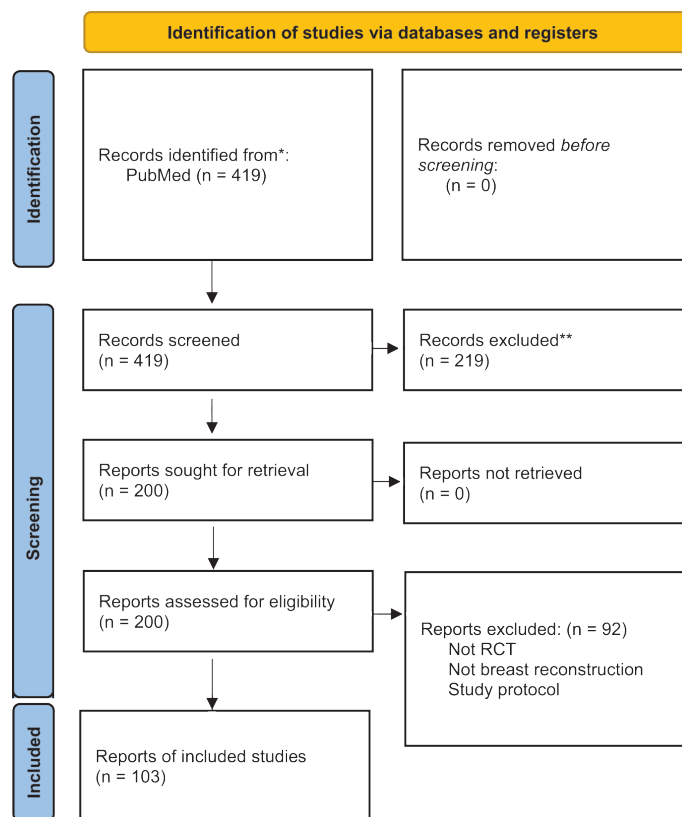 Identification of studies via databases and registers
Identification
Records identified from*:
PubMed (n = 419)
Records removed before
screening:
(n = 0)
Screening
Records screened
(n = 419)
Records excluded**
(n = 219)
Reports sought for retrieval
(n = 200)
Reports not retrieved
(n = 0)
Reports assessed for eligibility
(n = 200)
Reports excluded: (n = 92)
Not RCT
Not breast reconstruction
Study protocol
Included
Reports of included studies
(n = 103)